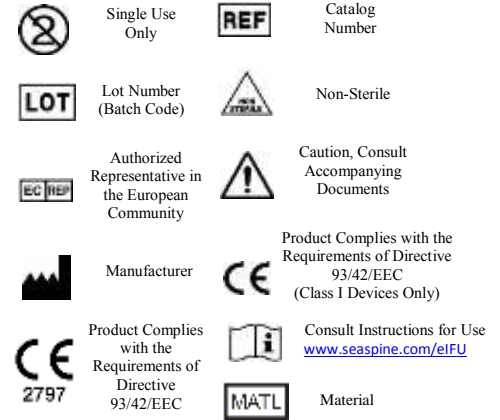 Single Use
Only
REF
Catalog
Number
LOT
Lot Number
(Batch Code)
NON
STERILE
Non-Sterile
EC REP
Authorized
Representative in
the European
Community
Caution, Consult
Accompanying
Documents
Manufacturer
CE
Product Complies with the
Requirements of Directive
93/42/EEC
(Class I Devices Only)
CE
2797
Product Complies
with the
Requirements of
Directive
93/42/EEC
i
Consult Instructions for Use
www.seaspine.com/eIFU
MATL
Material